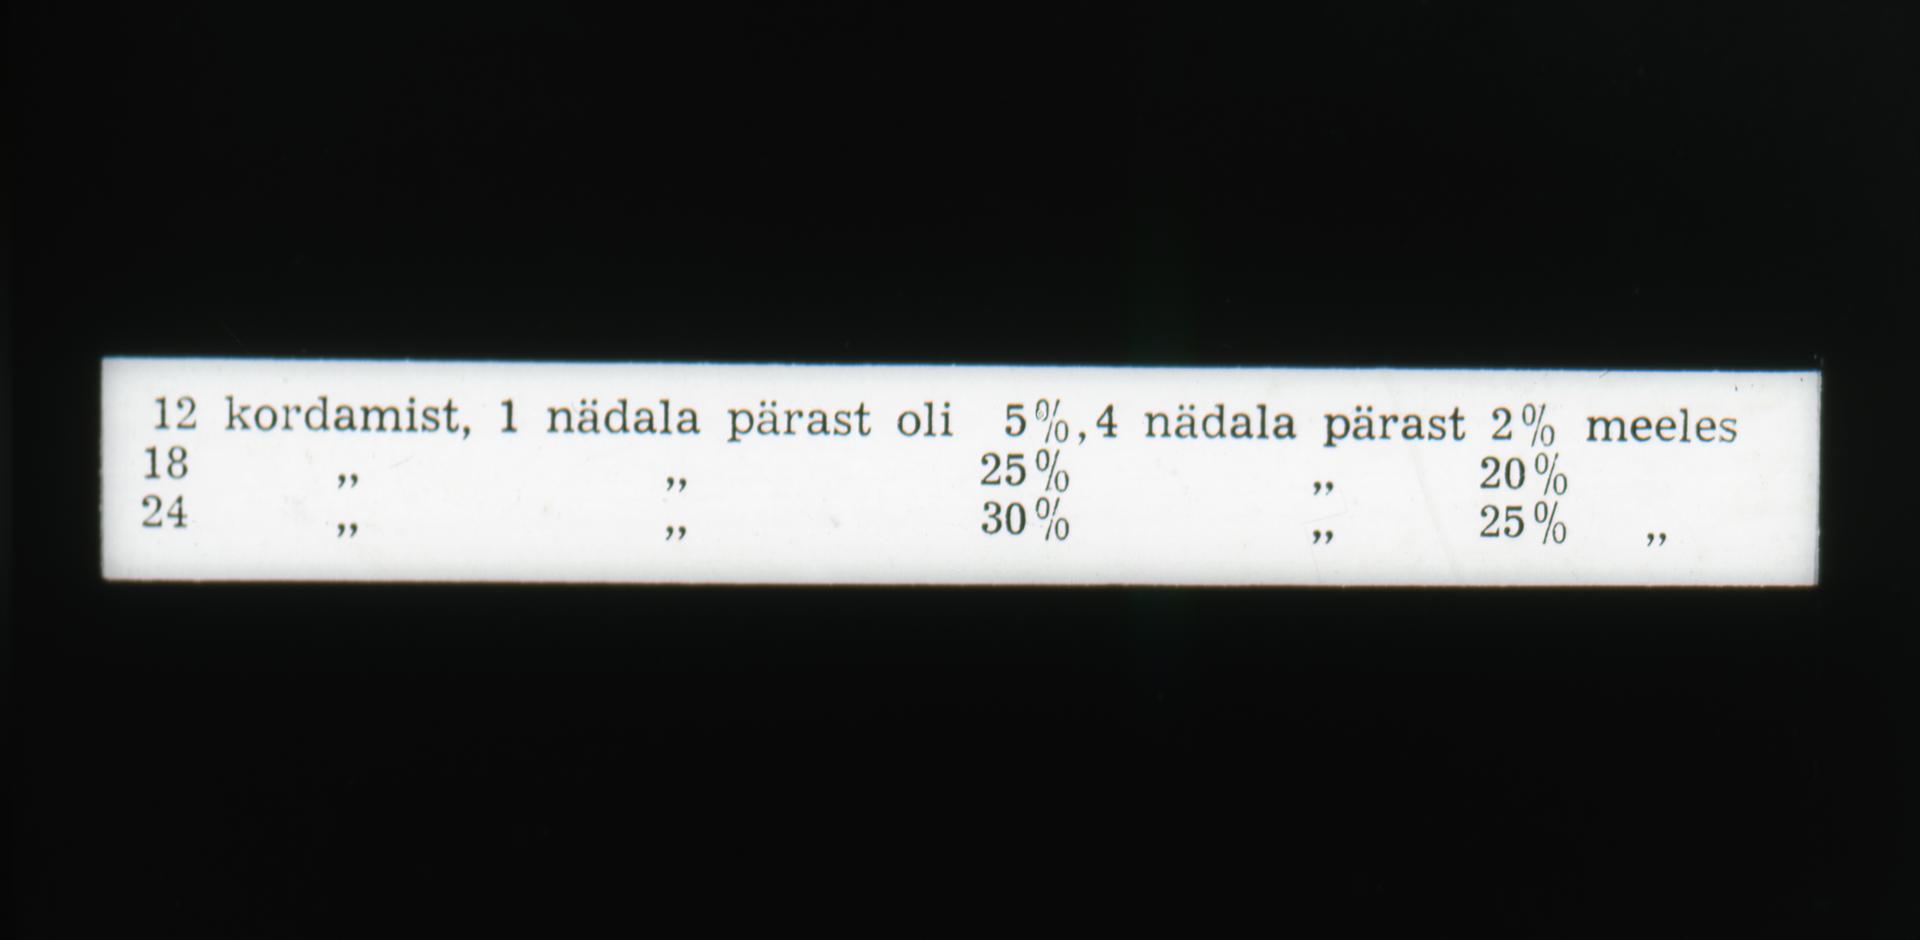 12 kordamist, 1 nädala pärast oli 5%, 4 nädala pärast 2% meeles
18 „ „ 25% „ 20%
24 „ „ 30% „ 25% „